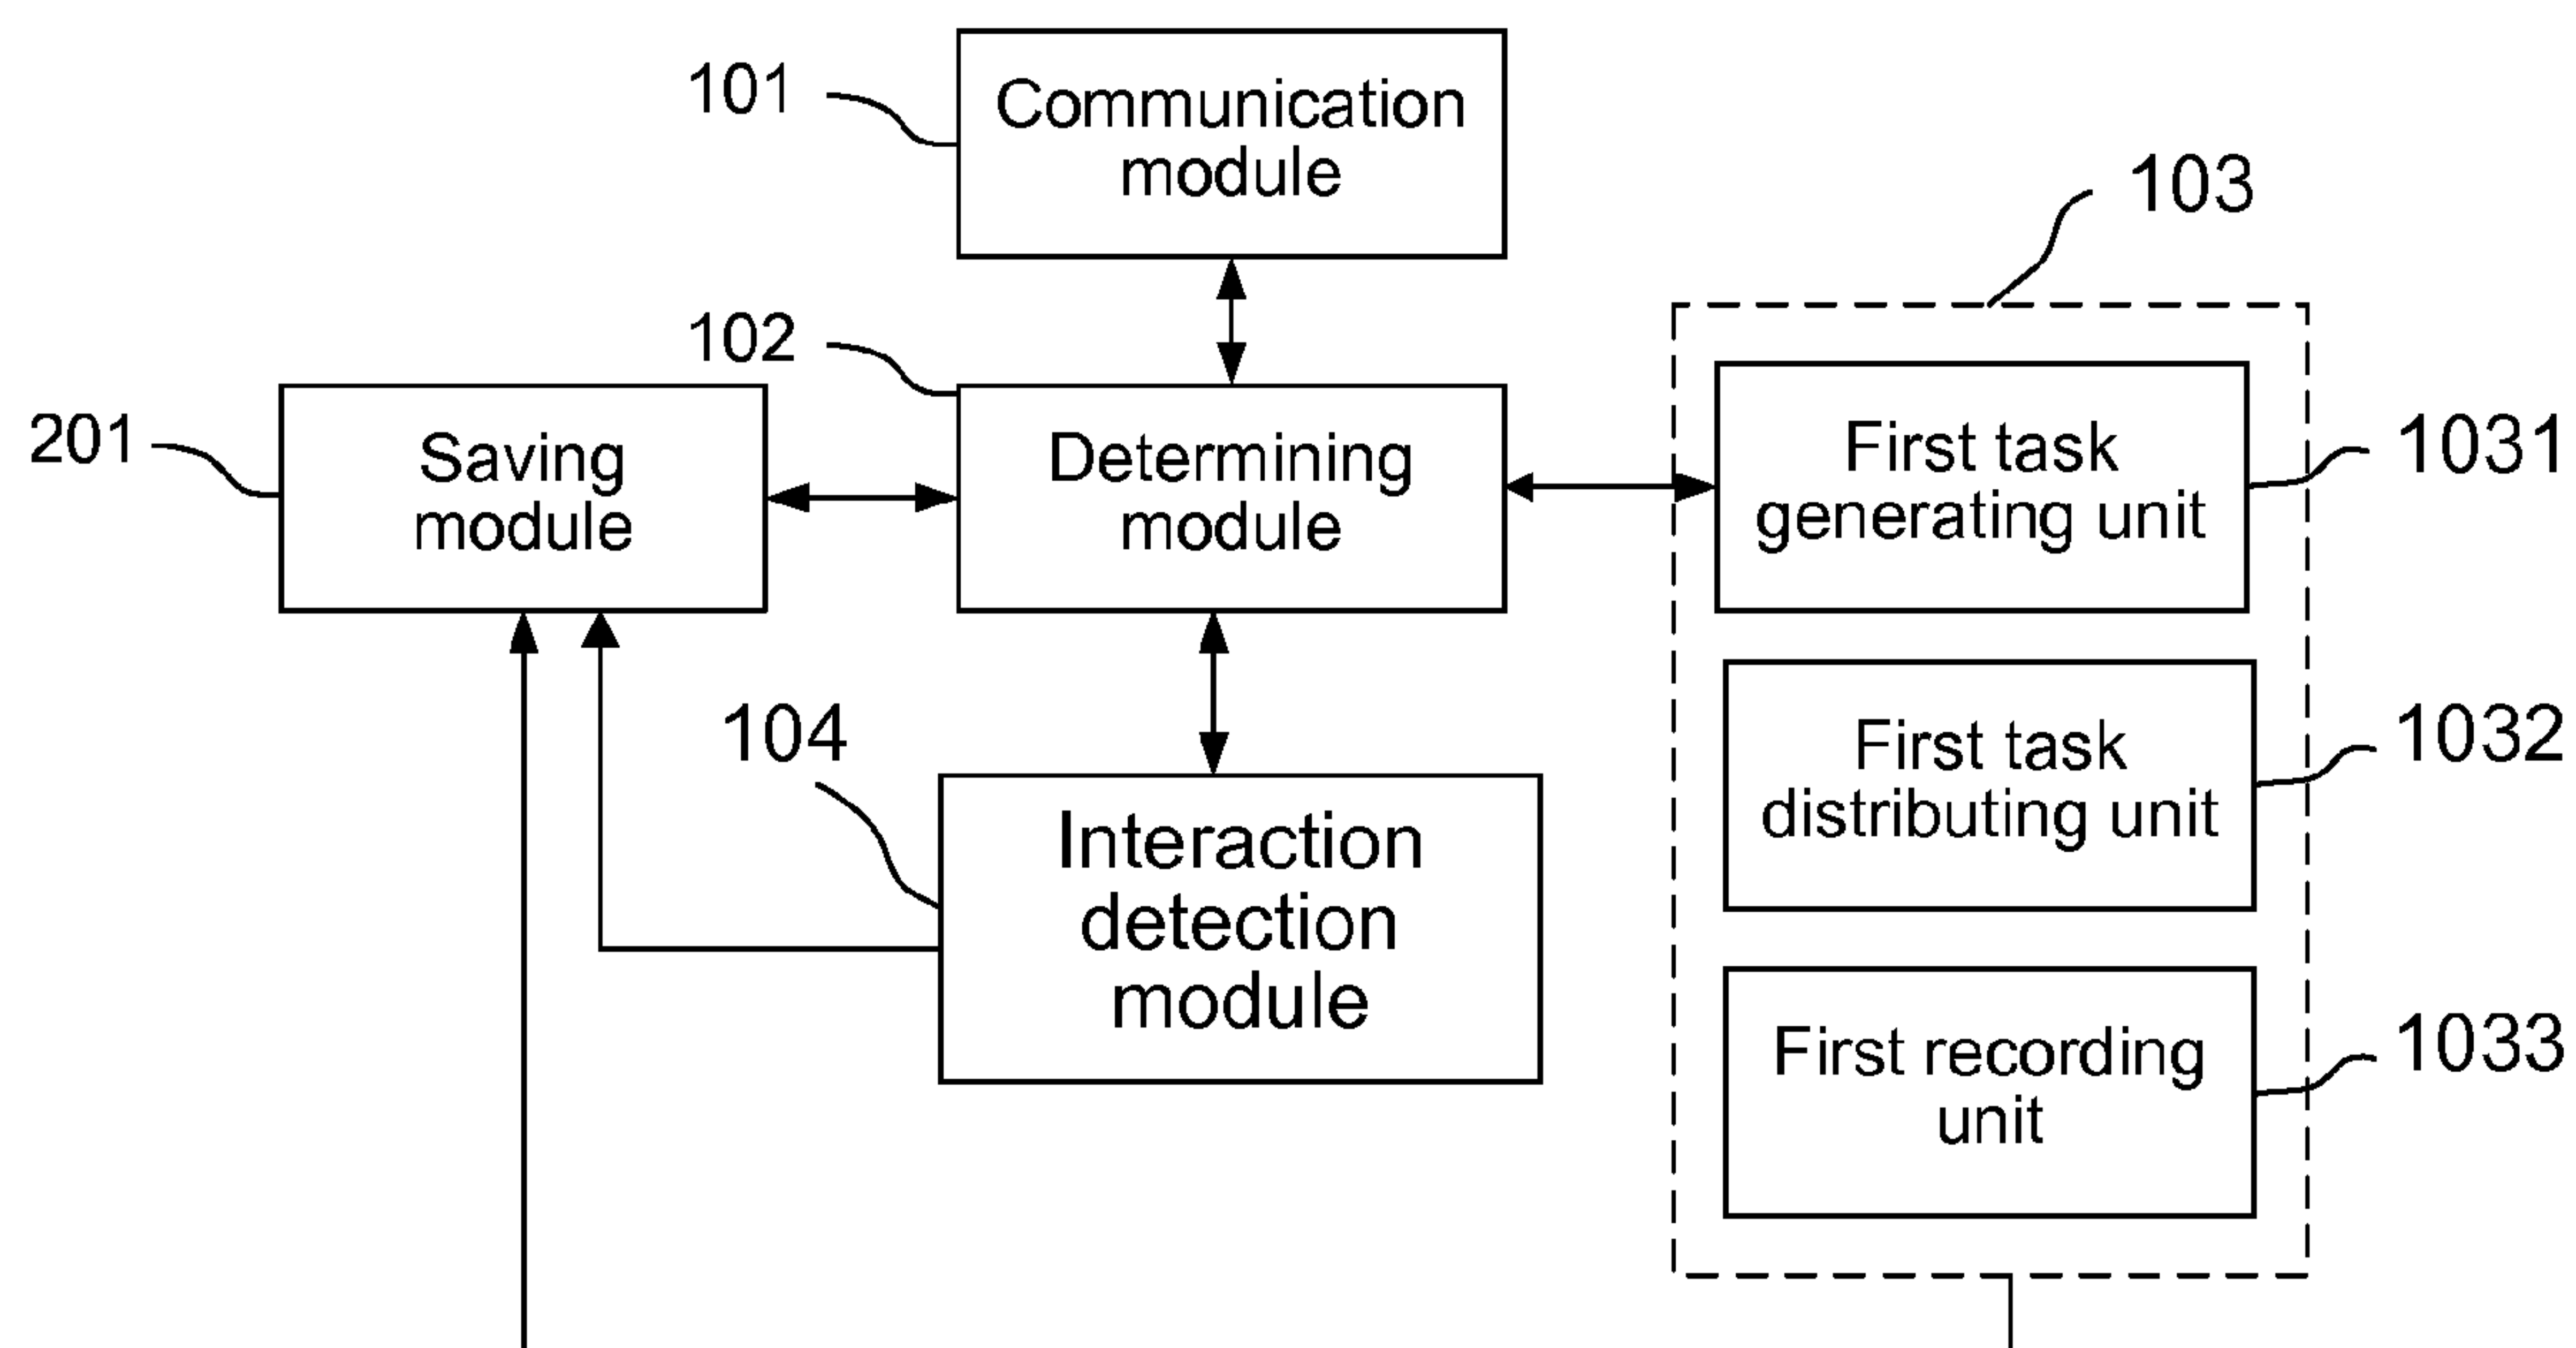 101
Communication
module
103
102
201
Saving
module
Determining
module
First task
generating unit
1031
104
Interaction
detection
module
First task
distributing unit
1032
First recording
unit
1033